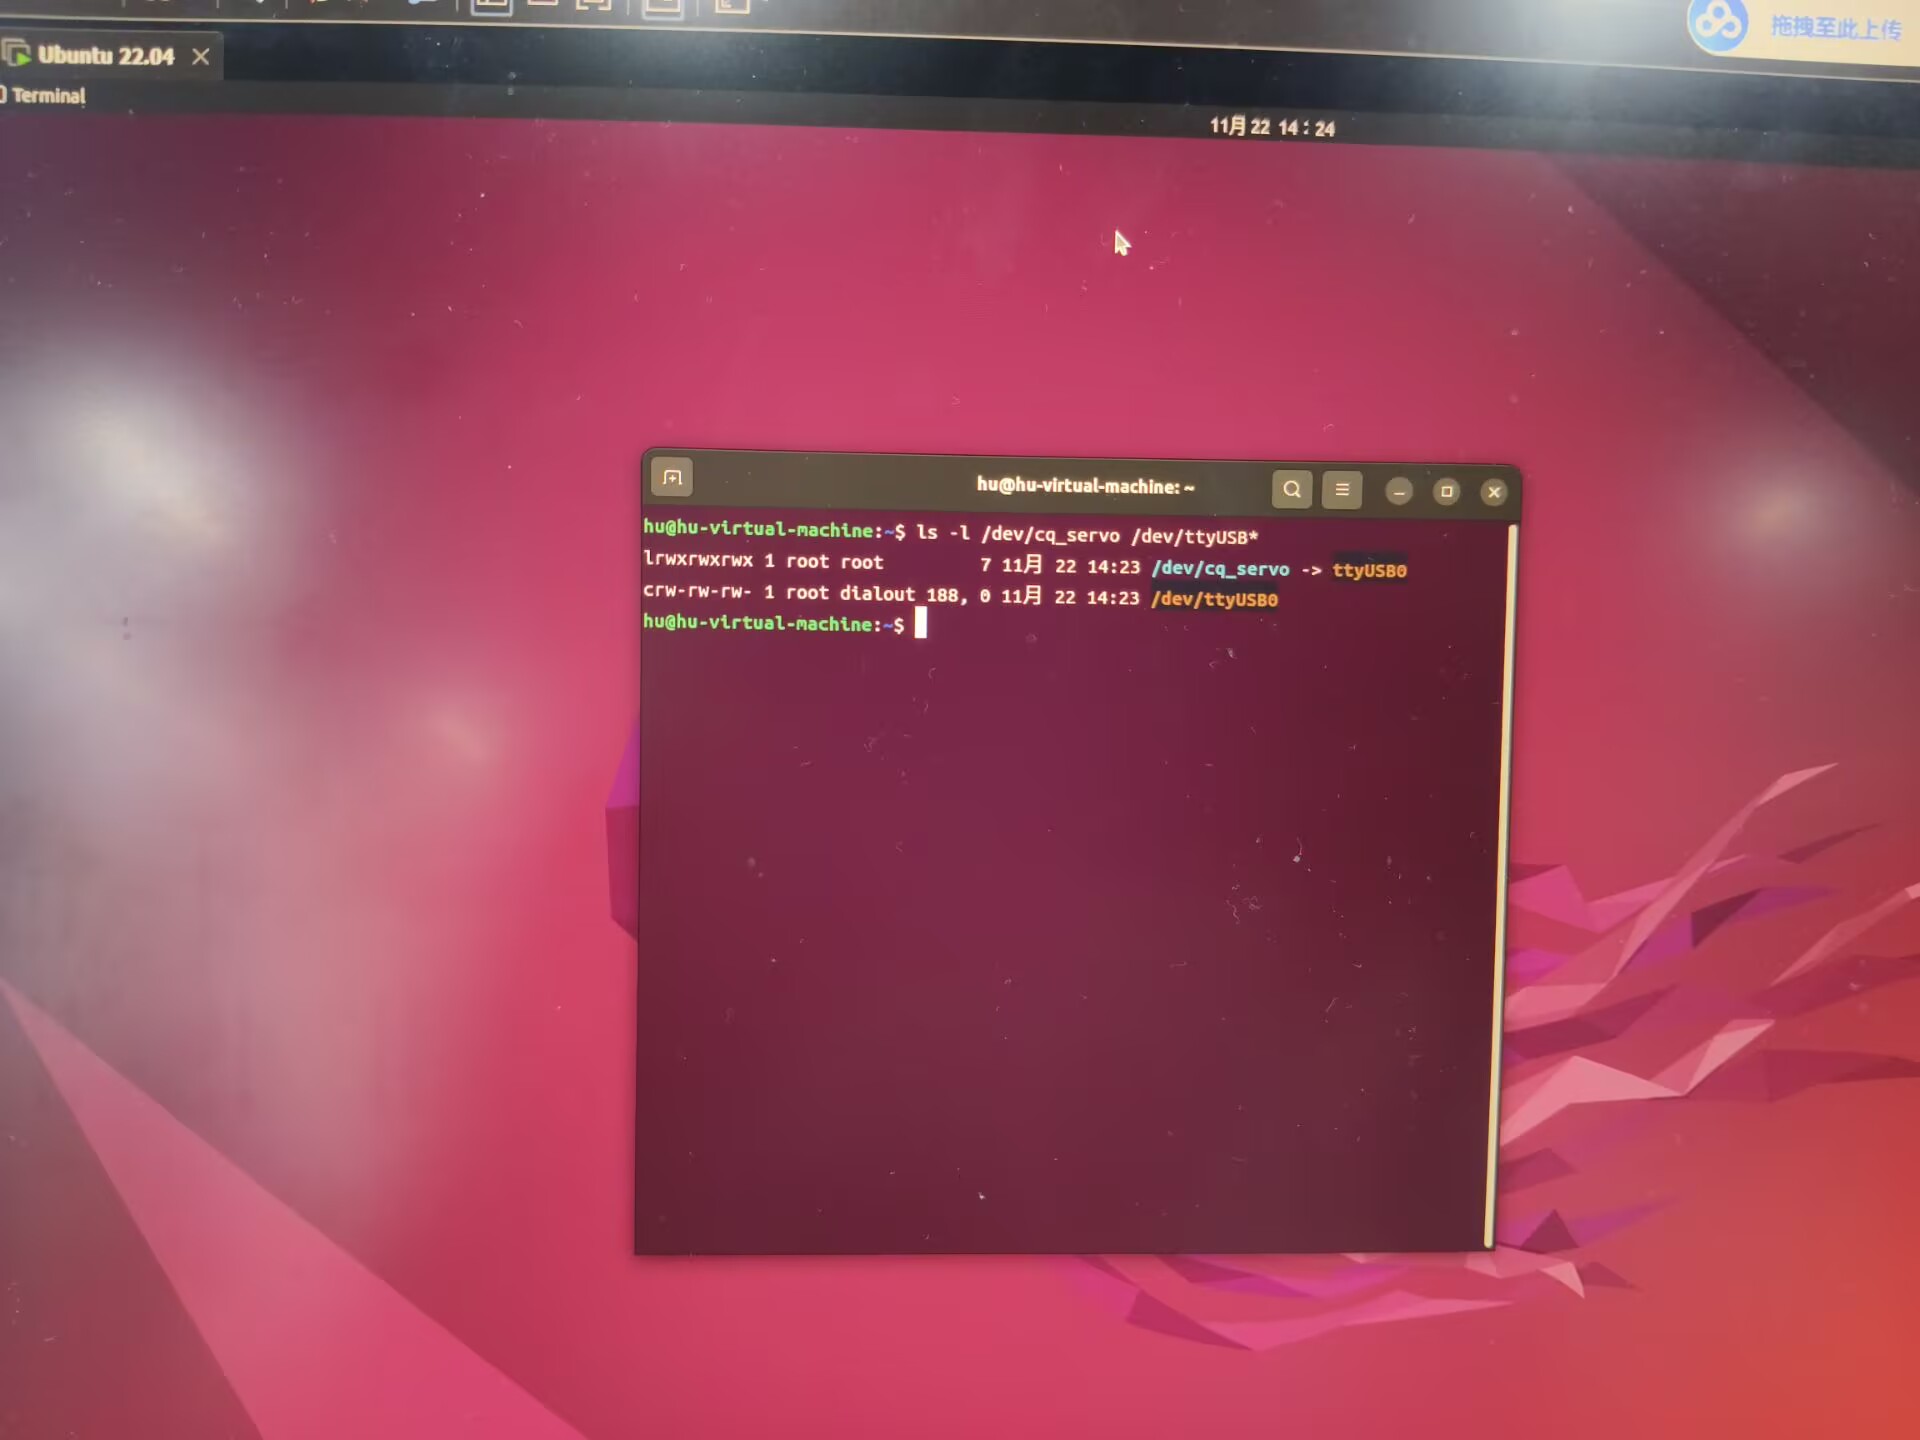 Ubuntu 22.04
Terminal
拖拽至此上传
11月 22 14：24
hu@hu-virtual-machine: ~
hu@hu-virtual-machine:~$ ls -l /dev/cq_servo /dev/ttyUSB*
lrwxrwxrwx 1 root root 7 11月 22 14:23 /dev/cq_servo -> ttyUSB0
crw-rw-rw- 1 root dialout 188, 0 11月 22 14:23 /dev/ttyUSB0
hu@hu-virtual-machine:~$